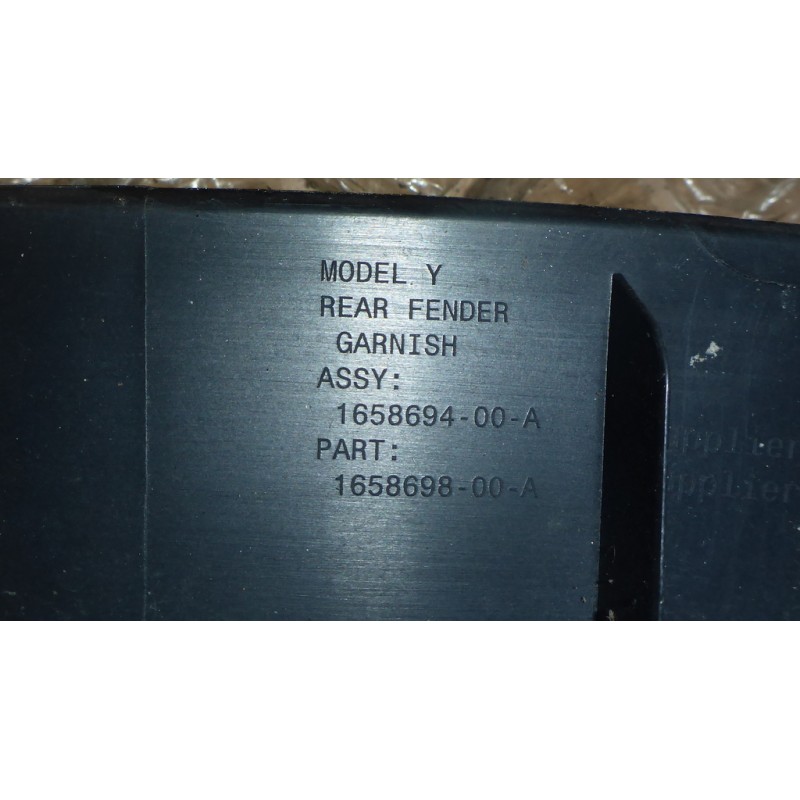 MODEL Y
REAR FENDER
GARNISH
ASSY:
1658694-00-A
PART:
1658698-00-A